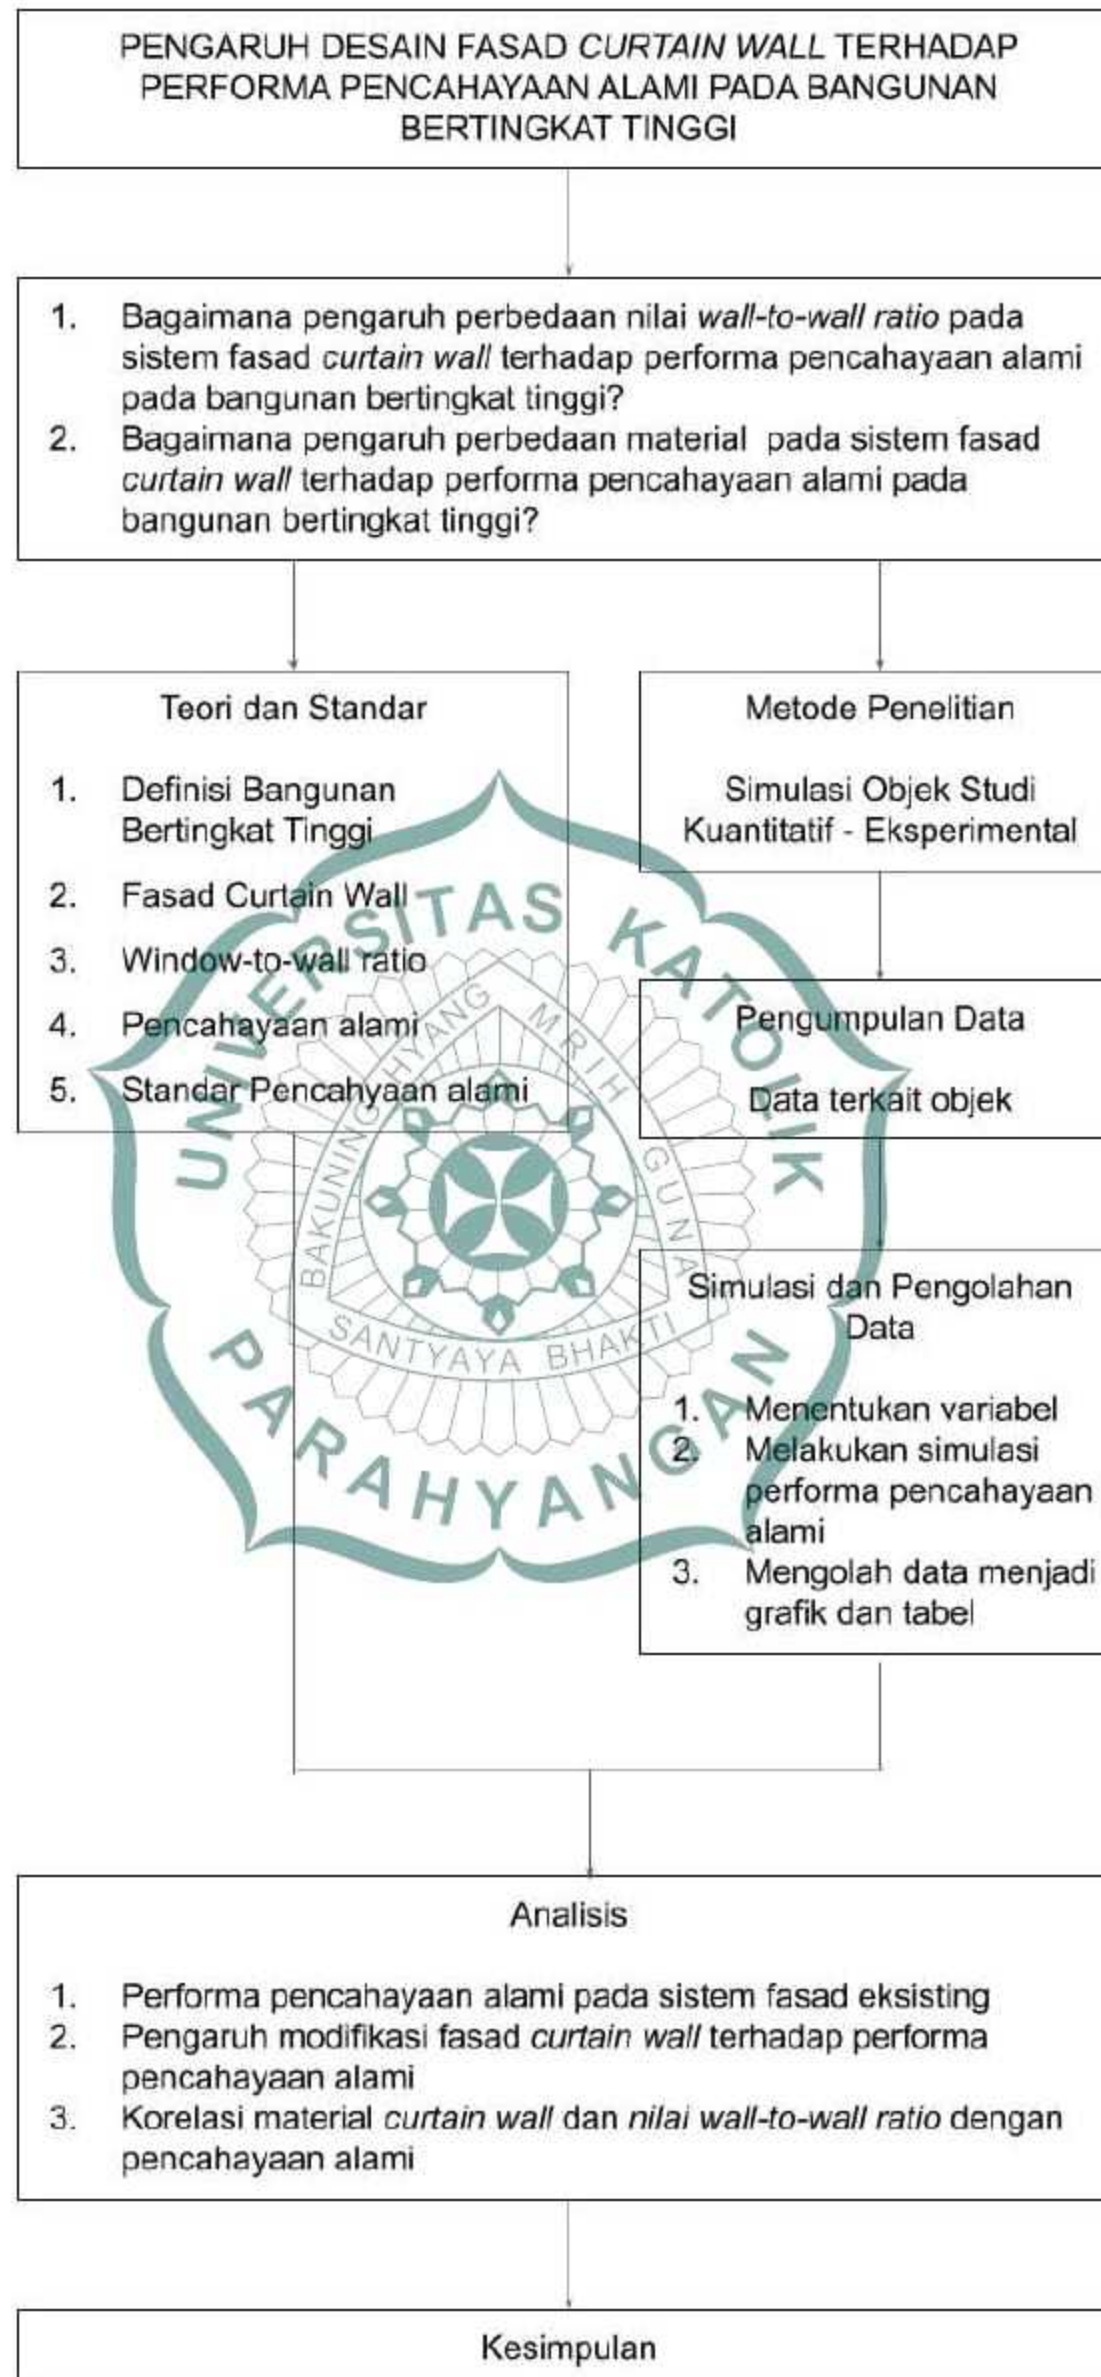 PENGARUH DESAIN FASAD CURTAIN WALL TERHADAP
PERFORMA PENCAHAYAAN ALAMI PADA BANGUNAN
BERTINGKAT TINGGI
1. Bagaimana pengaruh perbedaan nilai wall-to-wall ratio pada
sistem fasad curtain wall terhadap performa pencahayaan alami
pada bangunan bertingkat tinggi?
2. Bagaimana pengaruh perbedaan material pada sistem fasad
curtain wall terhadap performa pencahayaan alami pada
bangunan bertingkat tinggi?
Teori dan Standar
1. Definisi Bangunan
Bertingkat Tinggi
2. Fasad Curtain Wall
3. Window-to-wall ratio
4. Pencahayaan alami
5. Standar Pencahyaan alami
Metode Penelitian
Simulasi Objek Studi
Kuantitatif - Eksperimental
Pengumpulan Data
Data terkait objek
Simulasi dan Pengolahan
Data
1. Menentukan variabel
2. Melakukan simulasi
performa pencahayaan
alami
3. Mengolah data menjadi
grafik dan tabel
UNIVERSITAS KATOLIK
PARAHYANGAN
BAKUNING HYANG MRIH GUNA
SANTYAYA BHAKTI
Analisis
1. Performa pencahayaan alami pada sistem fasad eksisting
2. Pengaruh modifikasi fasad curtain wall terhadap performa
pencahayaan alami
3. Korelasi material curtain wall dan nilai wall-to-wall ratio dengan
pencahayaan alami
Kesimpulan